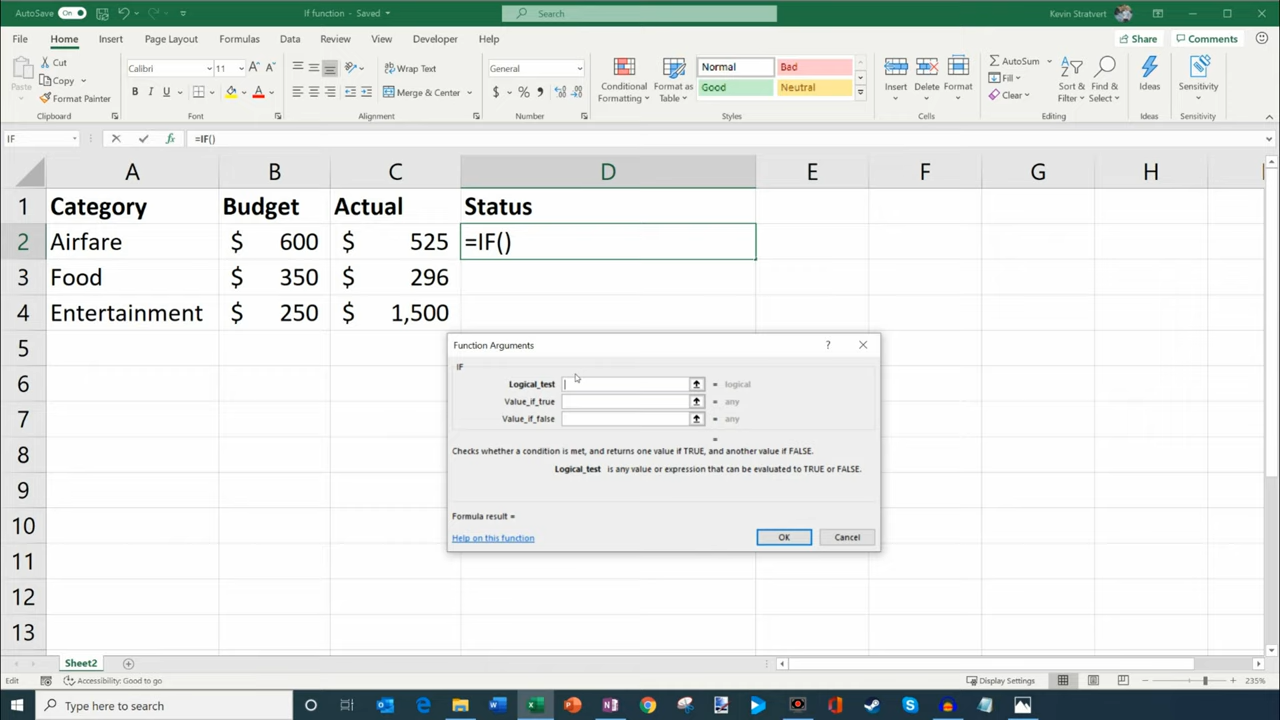 AutoSave On If function - Saved Search Kevin Stratvert
File Home Insert Page Layout Formulas Data Review View Developer Help Share Comments
Paste Cut Copy Format Painter Clipboard
Calibri 11 B I U A A A Font
Wrap Text Merge & Center Alignment
General $ % , Number
Conditional Formatting Format as Table Normal Bad Good Neutral Styles
Insert Delete Format Cells
AutoSum Fill Clear Sort & Filter Find & Select Editing
Ideas Ideas
Sensitivity Sensitivity
IF fx =IF()
A B C D E F G H
1 Category Budget Actual Status
2 Airfare $ 600 $ 525 =IF()
3 Food $ 350 $ 296
4 Entertainment $ 250 $ 1,500
5
6
7
8
9
10
11
12
13
Function Arguments ?
IF
Logical_test = logical
Value_if_true = any
Value_if_false = any
=
Checks whether a condition is met, and returns one value if TRUE, and another value if FALSE.
Logical_test is any value or expression that can be evaluated to TRUE or FALSE.
Formula result =
Help on this function OK Cancel
Sheet2
Edit Accessibility: Good to go Display Settings 235%
Type here to search